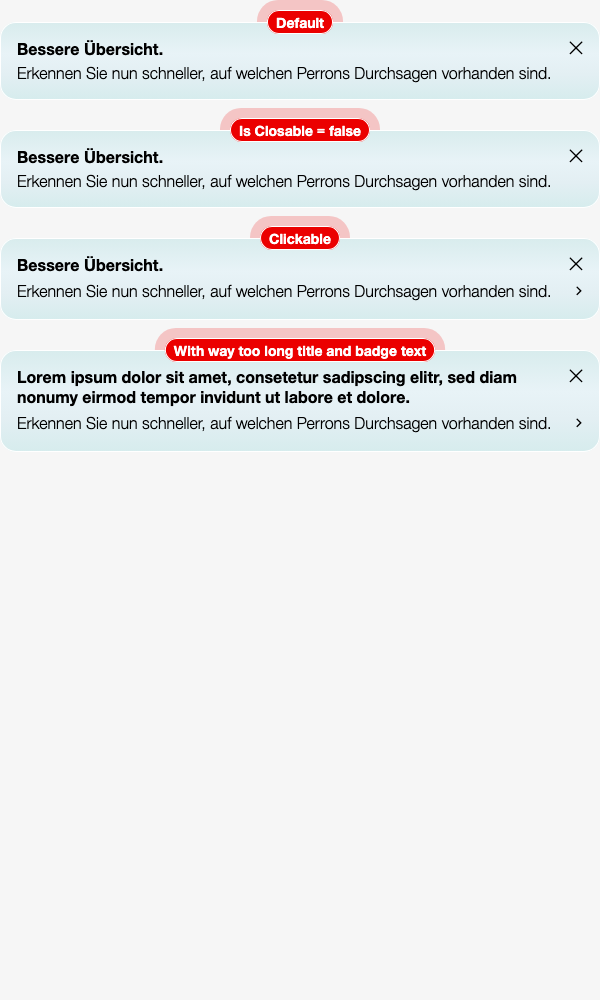 Default
Bessere Übersicht.
Erkennen Sie nun schneller, auf welchen Perrons Durchsagen vorhanden sind.
Is Closable = false
Bessere Übersicht.
Erkennen Sie nun schneller, auf welchen Perrons Durchsagen vorhanden sind.
Clickable
Bessere Übersicht.
Erkennen Sie nun schneller, auf welchen Perrons Durchsagen vorhanden sind.
With way too long title and badge text
Lorem ipsum dolor sit amet, consetetur sadipscing elitr, sed diam
nonumy eirmod tempor invidunt ut labore et dolore.
Erkennen Sie nun schneller, auf welchen Perrons Durchsagen vorhanden sind.